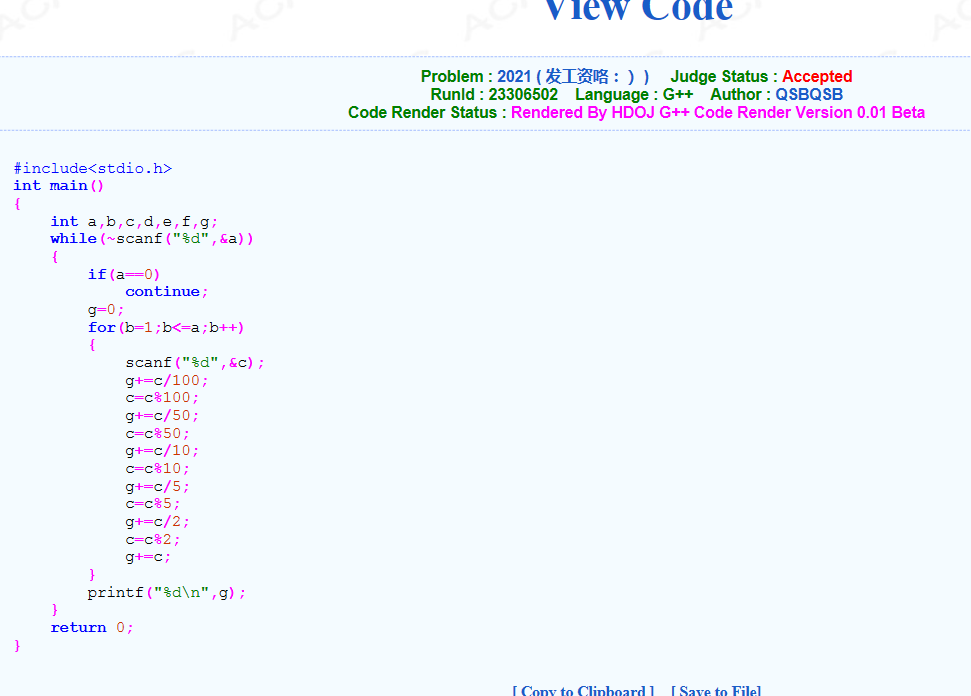 View Code
Problem : 2021 ( 发工资咯：） ) Judge Status : Accepted
RunId : 23306502 Language : G++ Author : QSBQSB
Code Render Status : Rendered By HDOJ G++ Code Render Version 0.01 Beta
#include<stdio.h>
int main()
{
    int a,b,c,d,e,f,g;
    while(~scanf("%d",&a))
    {
        if(a==0)
            continue;
        g=0;
        for(b=1;b<=a;b++)
        {
            scanf("%d",&c);
            g+=c/100;
            c=c%100;
            g+=c/50;
            c=c%50;
            g+=c/10;
            c=c%10;
            g+=c/5;
            c=c%5;
            g+=c/2;
            c=c%2;
            g+=c;
        }
        printf("%d\n",g);
    }
    return 0;
}
[ Copy to Clipboard ] [ Save to File]